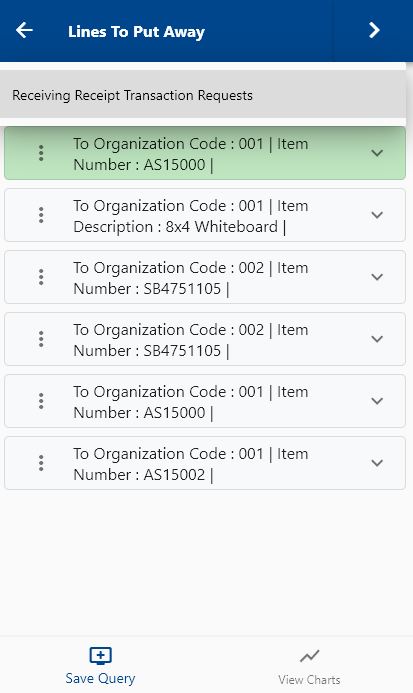 Lines To Put Away
Receiving Receipt Transaction Requests
To Organization Code : 001 | Item
Number : AS15000 |
To Organization Code : 001 | Item
Description : 8x4 Whiteboard |
To Organization Code : 002 | Item
Number : SB4751105 |
To Organization Code : 002 | Item
Number : SB4751105 |
To Organization Code : 001 | Item
Number : AS15000 |
To Organization Code : 001 | Item
Number : AS15002 |
Save Query
View Charts